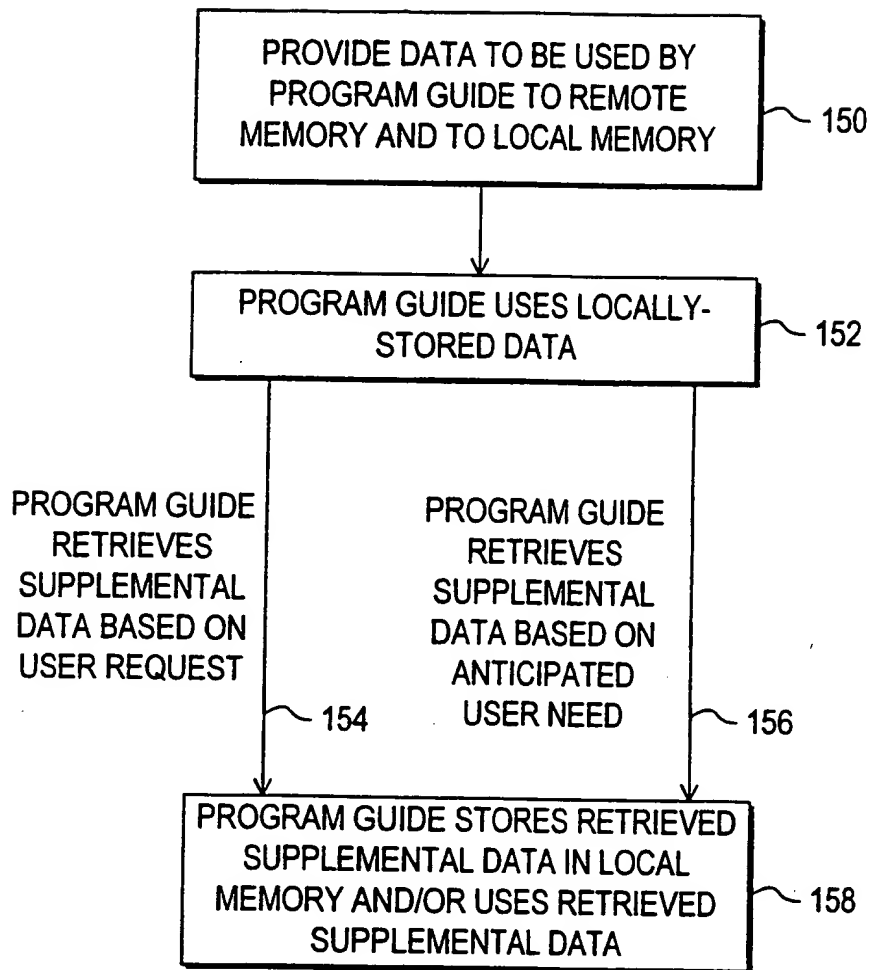 PROVIDE DATA TO BE USED BY
PROGRAM GUIDE TO REMOTE
MEMORY AND TO LOCAL MEMORY
150
PROGRAM GUIDE USES LOCALLY-
STORED DATA
152
PROGRAM GUIDE
RETRIEVES
SUPPLEMENTAL
DATA BASED ON
USER REQUEST
154
PROGRAM GUIDE
RETRIEVES
SUPPLEMENTAL
DATA BASED ON
ANTICIPATED
USER NEED
156
PROGRAM GUIDE STORES RETRIEVED
SUPPLEMENTAL DATA IN LOCAL
MEMORY AND/OR USES RETRIEVED
SUPPLEMENTAL DATA
158